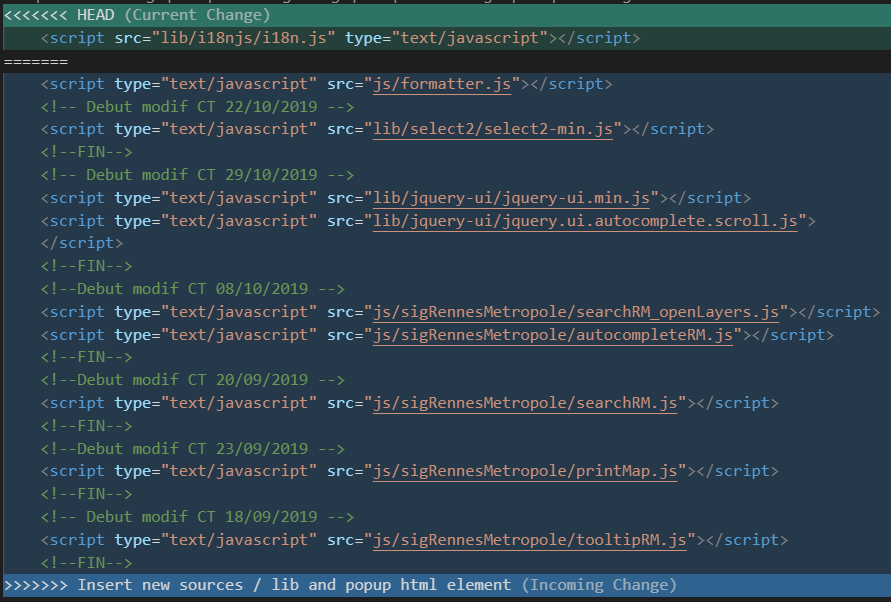 <<<<<<< HEAD (Current Change)
    <script src="lib/i18njs/i18n.js" type="text/javascript"></script>
=======
    <script type="text/javascript" src="js/formatter.js"></script>
    <!-- Debut modif CT 22/10/2019 -->
    <script type="text/javascript" src="lib/select2/select2-min.js"></script>
    <!--FIN-->
    <!-- Debut modif CT 29/10/2019 -->
    <script type="text/javascript" src="lib/jquery-ui/jquery-ui.min.js"></script>
    <script type="text/javascript" src="lib/jquery-ui/jquery.ui.autocomplete.scroll.js">
    </script>
    <!--FIN-->
    <!--Debut modif CT 08/10/2019 -->
    <script type="text/javascript" src="js/sigRennesMetropole/searchRM_openLayers.js"></script>
    <script type="text/javascript" src="js/sigRennesMetropole/autocompleteRM.js"></script>
    <!--FIN-->
    <!--Debut modif CT 20/09/2019 -->
    <script type="text/javascript" src="js/sigRennesMetropole/searchRM.js"></script>
    <!--FIN-->
    <!--Debut modif CT 23/09/2019 -->
    <script type="text/javascript" src="js/sigRennesMetropole/printMap.js"></script>
    <!--FIN-->
    <!-- Debut modif CT 18/09/2019 -->
    <script type="text/javascript" src="js/sigRennesMetropole/tooltipRM.js"></script>
    <!--FIN-->
>>>>>>> Insert new sources / lib and popup html element (Incoming Change)